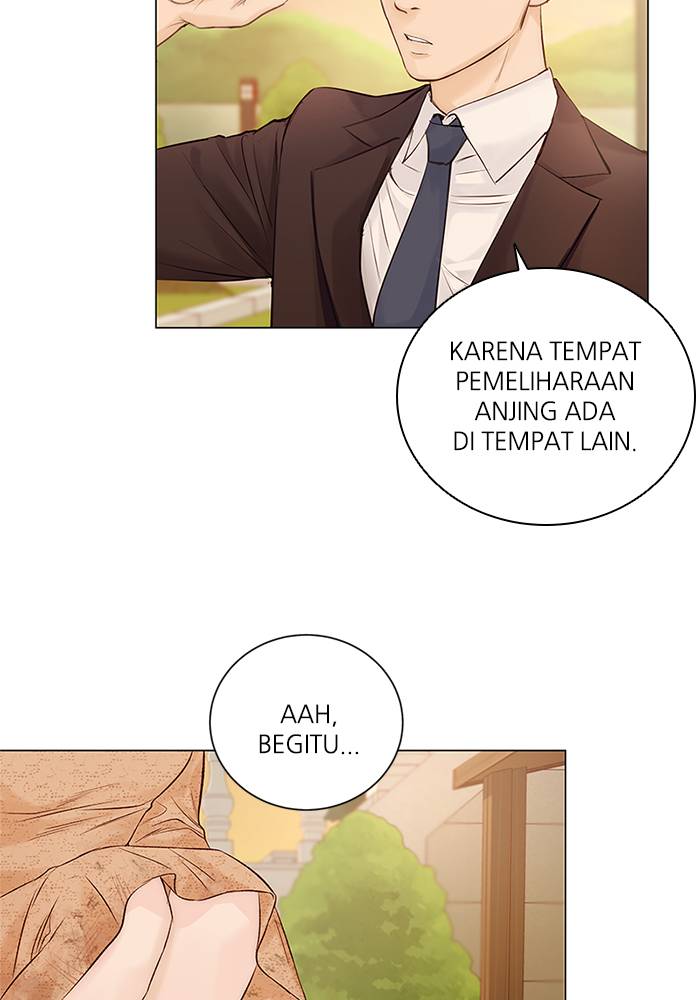 KARENA TEMPAT
PEMELIHARAAN
ANJING ADA
DI TEMPAT LAIN.
AAH,
BEGITU...